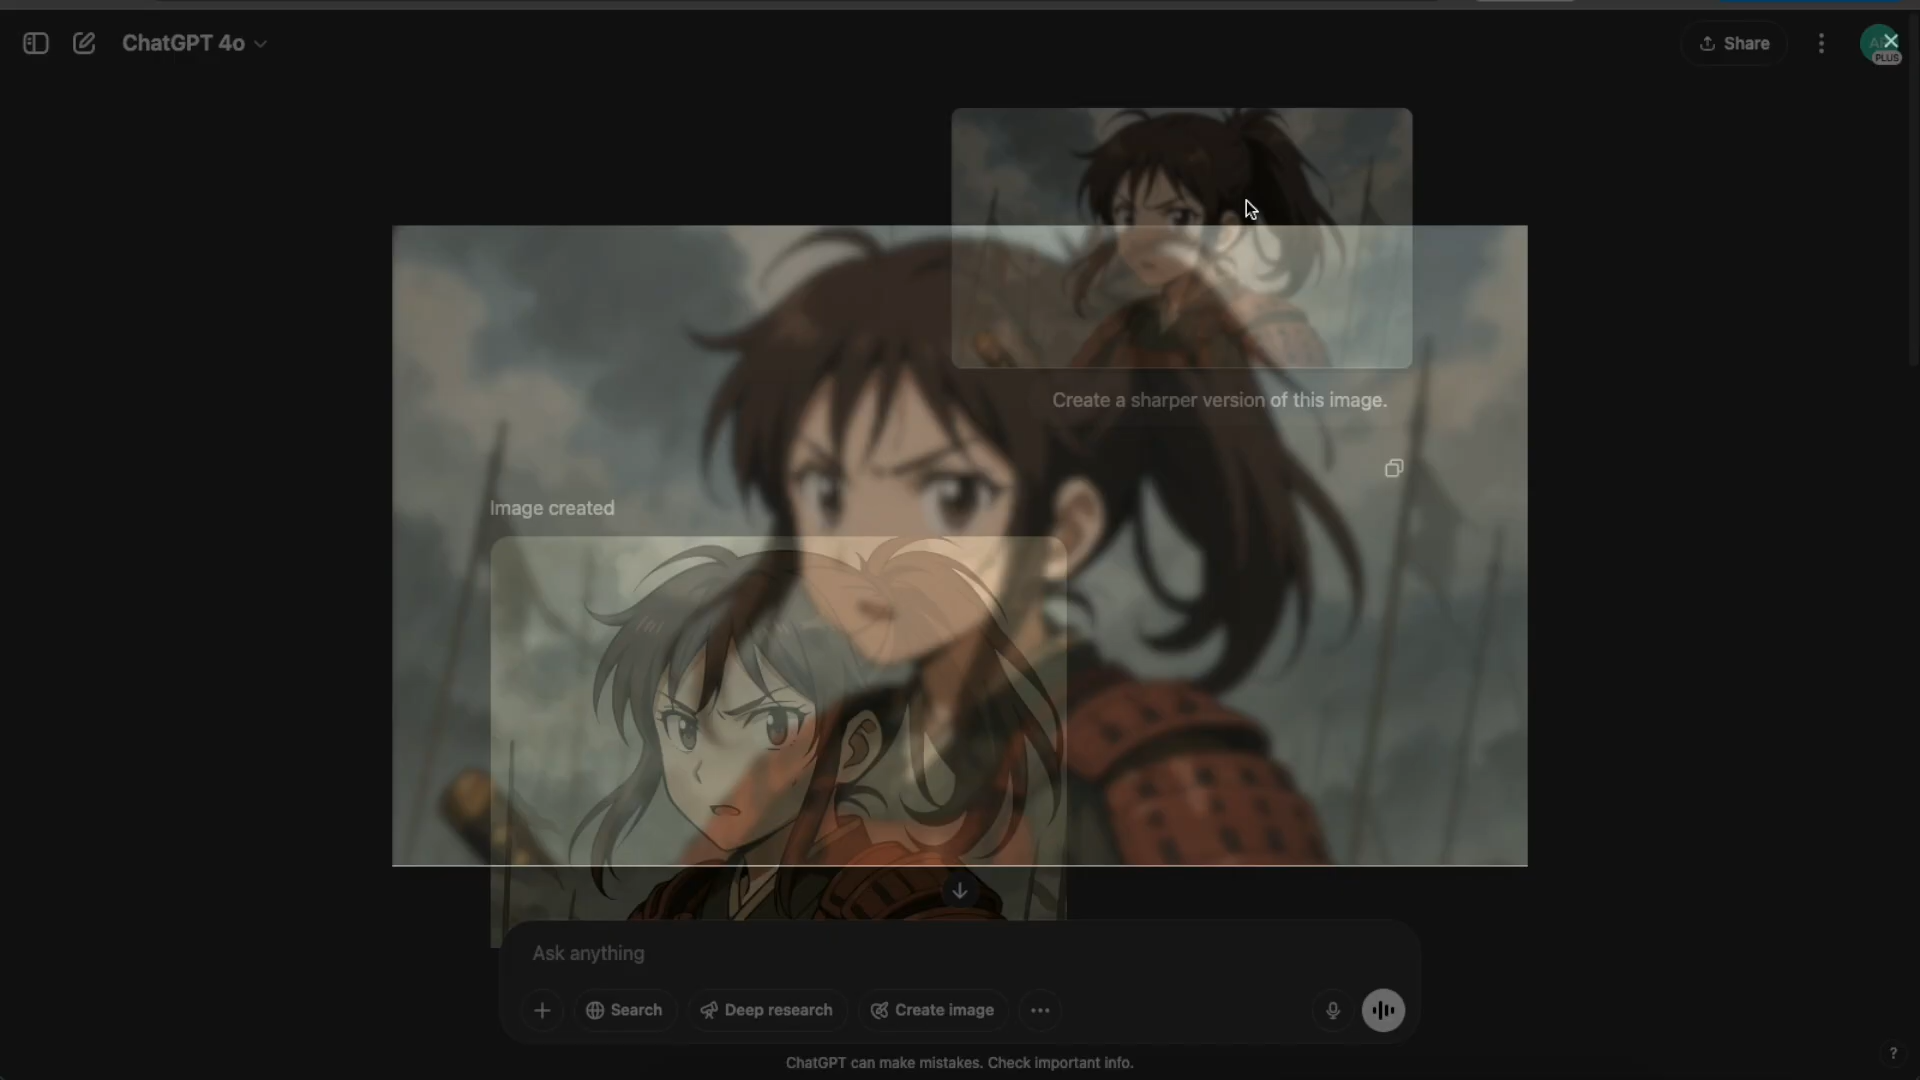 ChatGPT 4o
Share
PLUS
Create a sharper version of this image.
Image created
Ask anything
Search
Deep research
Create image
ChatGPT can make mistakes. Check important info.
?